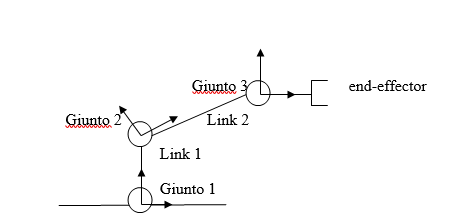 Giunto 3
end-effector
Giunto 2
Link 2
Link 1
Giunto 1